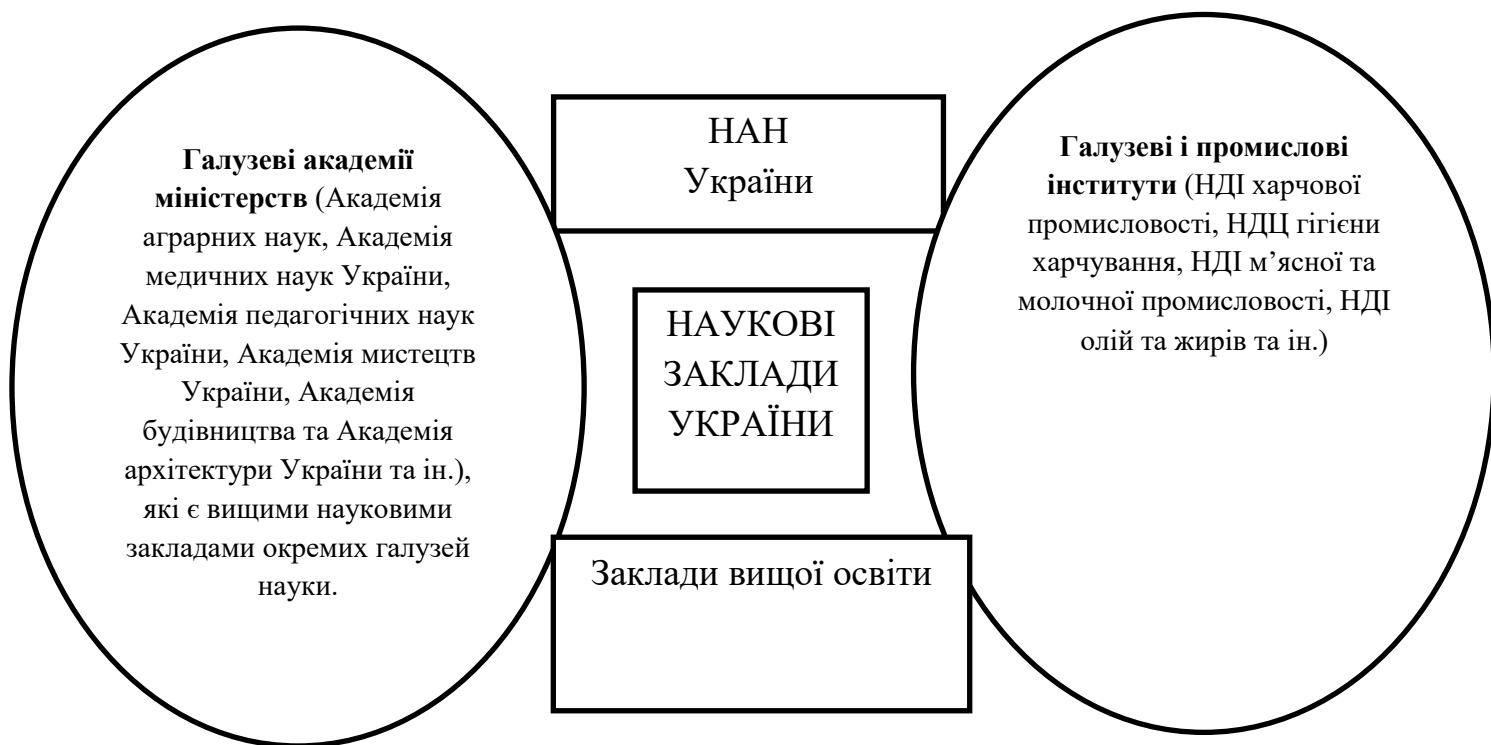 Галузеві академії
міністерств (Академія
аграрних наук, Академія
медичних наук України,
Академія педагогічних наук
України, Академія мистецтв
України, Академія
будівництва та Академія
архітектури України та ін.),
які є вищими науковими
закладами окремих галузей
науки.
НАН
України
НАУКОВІ
ЗАКЛАДИ
УКРАЇНИ
Заклади вищої освіти
Галузеві і промислові
інститути (НДІ харчової
промисловості, НДЦ гігієни
харчування, НДІ м’ясної та
молочної промисловості, НДІ
олій та жирів та ін.)